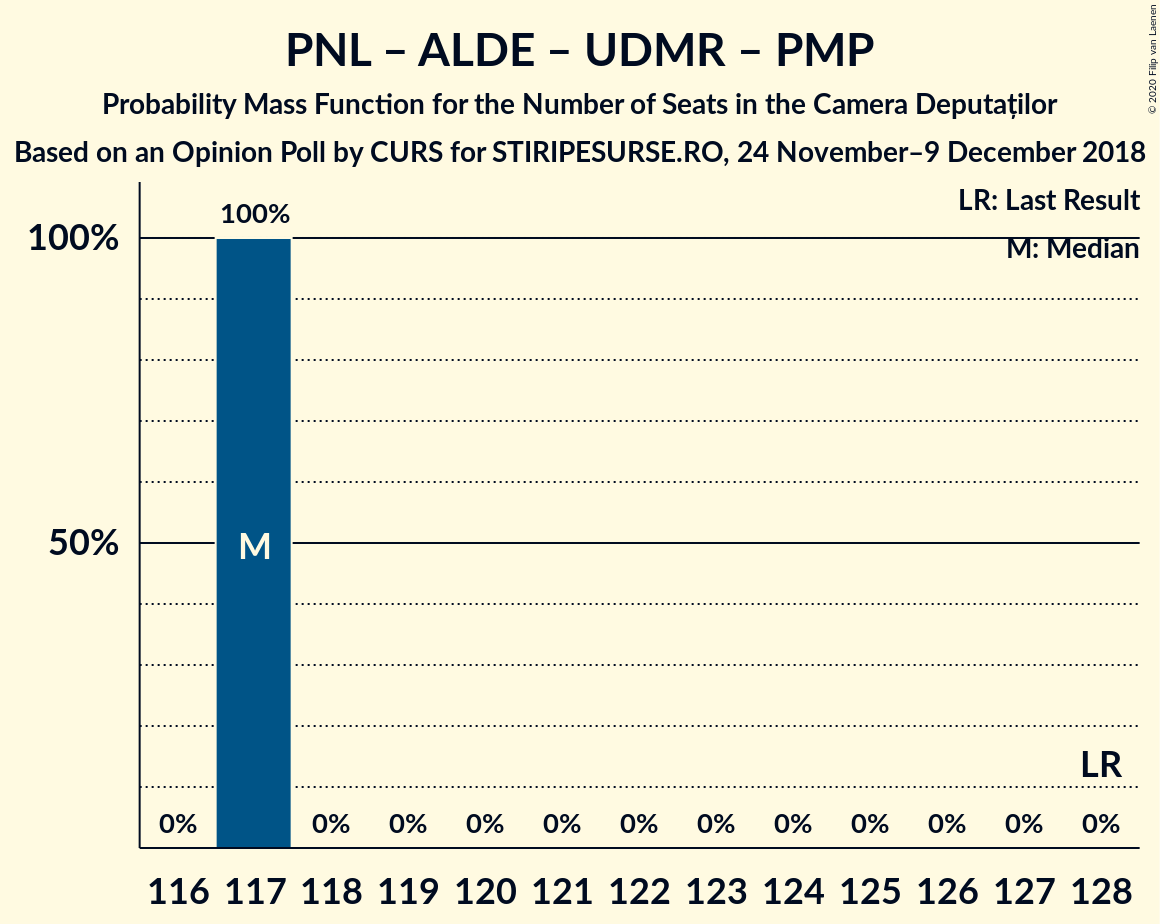 PNL – ALDE – UDMR – PMP
Probability Mass Function for the Number of Seats in the Camera Deputaților
Based on an Opinion Poll by CURS for STIRIPESURSE.RO, 24 November–9 December 2018
© 2020 Filip van Laenen
LR: Last Result
M: Median
100%
100%
50%
M
LR
0% 0% 0% 0% 0% 0% 0% 0% 0% 0% 0% 0%
116 117 118 119 120 121 122 123 124 125 126 127 128